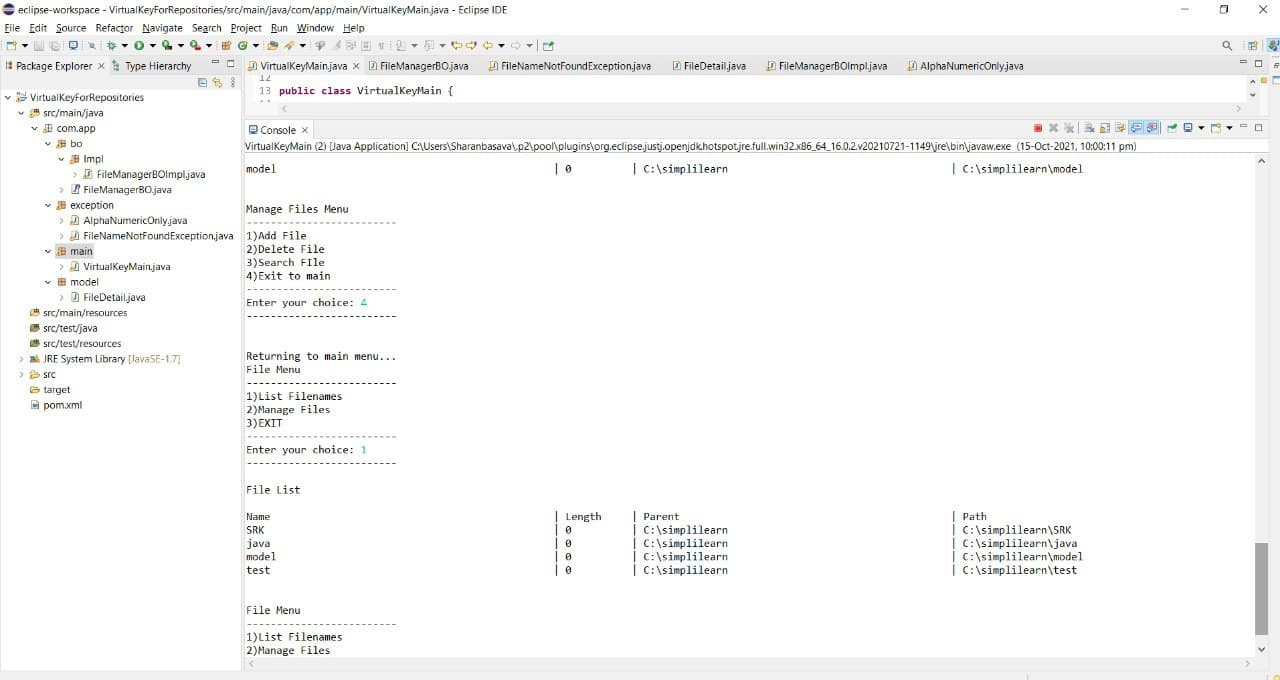 eclipse-workspace - VirtualKeyForRepositories/src/main/java/com/app/main/VirtualKeyMain.java - Eclipse IDE
File Edit Source Refactor Navigate Search Project Run Window Help
Package Explorer Type Hierarchy
VirtualKeyForRepositories
src/main/java
com.app
bo
Impl
FileManagerBOImpl.java
FileManagerBO.java
exception
AlphaNumericOnly.java
FileNameNotFoundException.java
main
VirtualKeyMain.java
model
FileDetail.java
src/main/resources
src/test/java
src/test/resources
JRE System Library [JavaSE-1.7]
src
target
pom.xml
VirtualKeyMain.java FileManagerBO.java FileNameNotFoundException.java FileDetail.java FileManagerBOImpl.java AlphaNumericOnly.java
12
13 public class VirtualKeyMain {
Console
VirtualKeyMain (2) [Java Application] C:\Users\Sharanbasava\.p2\pool\plugins\org.eclipse.justj.openjdk.hotspot.jre.full.win32.x86_64_16.0.2.v20210721-1149\jre\bin\javaw.exe (15-Oct-2021, 10:00:11 pm)
model | 0 | C:\simplilearn | C:\simplilearn\model
Manage Files Menu
-------------------------
1)Add File
2)Delete File
3)Search FIle
4)Exit to main
-------------------------
Enter your choice: 4
-------------------------
Returning to main menu...
File Menu
-------------------------
1)List Filenames
2)Manage Files
3)EXIT
-------------------------
Enter your choice: 1
-------------------------
File List
Name | Length | Parent | Path
SRK | 0 | C:\simplilearn | C:\simplilearn\SRK
java | 0 | C:\simplilearn | C:\simplilearn\java
model | 0 | C:\simplilearn | C:\simplilearn\model
test | 0 | C:\simplilearn | C:\simplilearn\test
File Menu
-------------------------
1)List Filenames
2)Manage Files